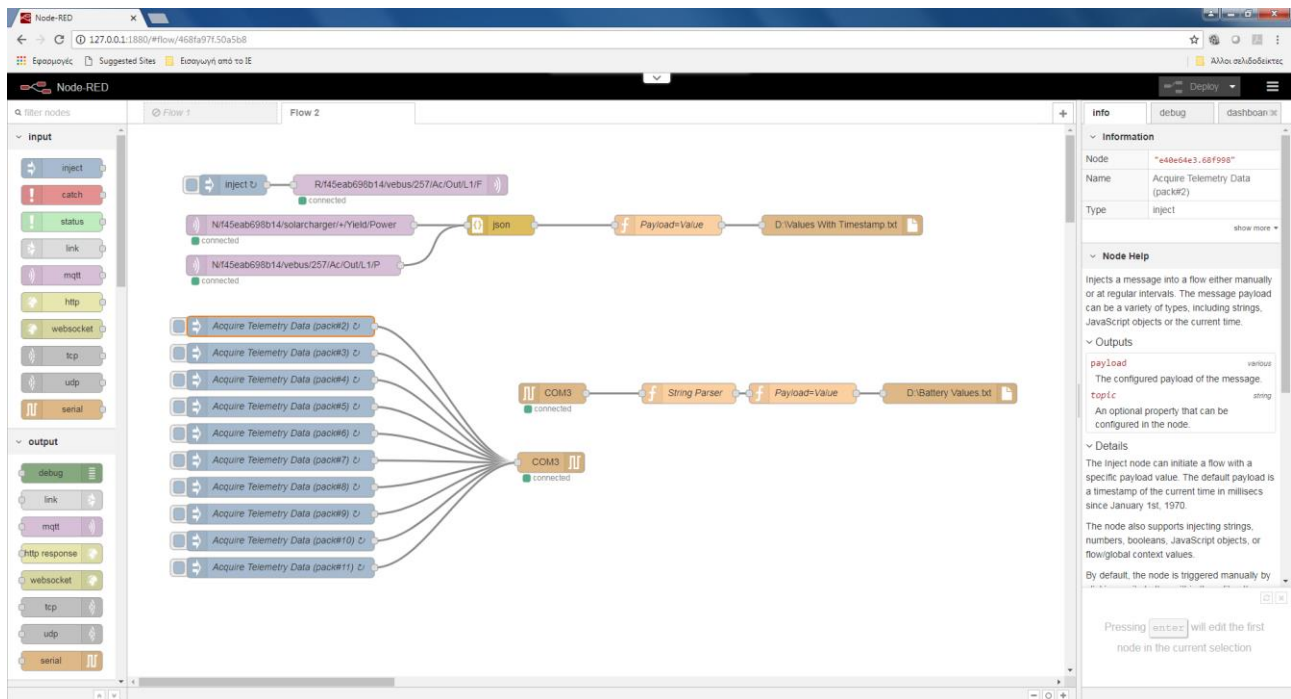 Node-RED
127.0.0.1:1880/#flow/468fa97f.50a5b8
Εφαρμογές Suggested Sites Εισαγωγή από το IE Άλλοι σελιδοδείκτες
Node-RED Deploy
filter nodes
input
inject
catch
status
link
mqtt
http
websocket
tcp
udp
serial
output
debug
link
mqtt
http response
websocket
tcp
udp
serial
Flow 1 Flow 2
inject ↻ R/f45eab698b14/vebus/257/Ac/Out/L1/F
connected
N/f45eab698b14/solarcharger/+/Yield/Power json Payload=Value D:\Values With Timestamp.txt
connected
N/f45eab698b14/vebus/257/Ac/Out/L1/P
connected
Acquire Telemetry Data (pack#2) ↻
Acquire Telemetry Data (pack#3) ↻
Acquire Telemetry Data (pack#4) ↻
Acquire Telemetry Data (pack#5) ↻
Acquire Telemetry Data (pack#6) ↻
Acquire Telemetry Data (pack#7) ↻
Acquire Telemetry Data (pack#8) ↻
Acquire Telemetry Data (pack#9) ↻
Acquire Telemetry Data (pack#10) ↻
Acquire Telemetry Data (pack#11) ↻
COM3 String Parser Payload=Value D:\Battery Values.txt
connected
COM3
connected
info debug dashboar
Information
Node "e40e64e3.68f998"
Name Acquire Telemetry Data
(pack#2)
Type inject
show more
Node Help
Injects a message into a flow either manually
or at regular intervals. The message payload
can be a variety of types, including strings,
JavaScript objects or the current time.
Outputs
payload various
The configured payload of the message.
topic string
An optional property that can be
configured in the node.
Details
The Inject node can initiate a flow with a
specific payload value. The default payload is
a timestamp of the current time in millisecs
since January 1st, 1970.
The node also supports injecting strings,
numbers, booleans, JavaScript objects, or
flow/global context values.
By default, the node is triggered manually by
Pressing enter will edit the first
node in the current selection